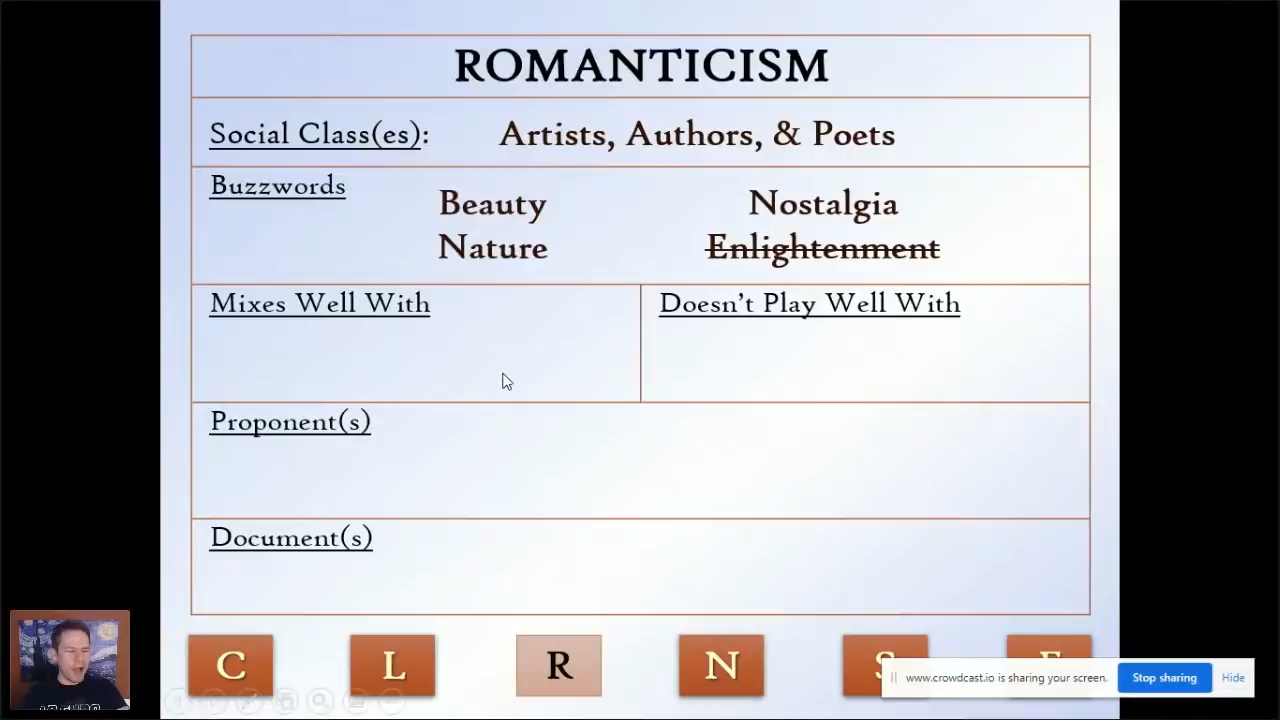 ROMANTICISM
Social Class(es): Artists, Authors, & Poets
Buzzwords
Beauty Nostalgia
Nature Enlightenment
Mixes Well With Doesn't Play Well With
Proponent(s)
Document(s)
C L R N S
www.crowdcast.io is sharing your screen. Stop sharing Hide